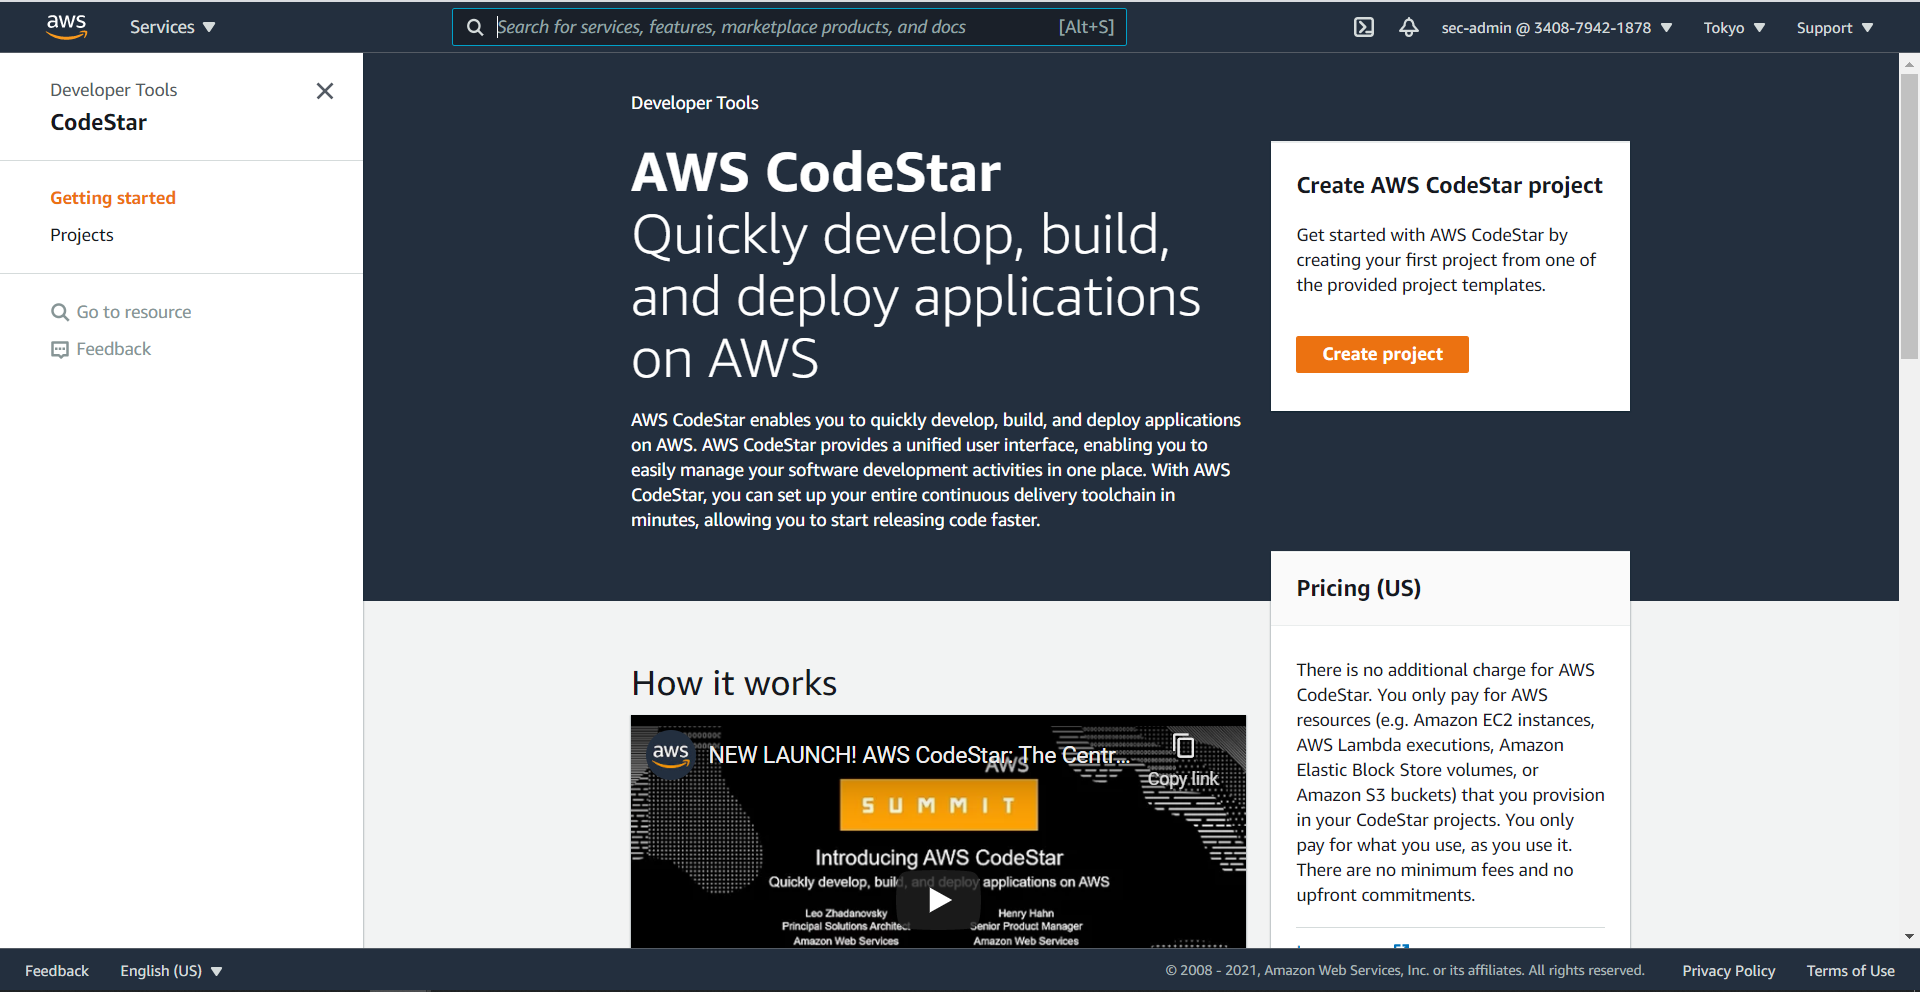 aws
Services
Search for services, features, marketplace products, and docs
[Alt+S]
sec-admin @ 3408-7942-1878
Tokyo
Support
Developer Tools
CodeStar
Getting started
Projects
Go to resource
Feedback
Developer Tools
AWS CodeStar
Quickly develop, build,
and deploy applications
on AWS
AWS CodeStar enables you to quickly develop, build, and deploy applications
on AWS. AWS CodeStar provides a unified user interface, enabling you to
easily manage your software development activities in one place. With AWS
CodeStar, you can set up your entire continuous delivery toolchain in
minutes, allowing you to start releasing code faster.
Create AWS CodeStar project
Get started with AWS CodeStar by
creating your first project from one of
the provided project templates.
Create project
Pricing (US)
There is no additional charge for AWS
CodeStar. You only pay for AWS
resources (e.g. Amazon EC2 instances,
AWS Lambda executions, Amazon
Elastic Block Store volumes, or
Amazon S3 buckets) that you provision
in your CodeStar projects. You only
pay for what you use, as you use it.
There are no minimum fees and no
upfront commitments.
How it works
aws
NEW LAUNCH! AWS CodeStar: The Centr...
Copy link
AWS
SUMMIT
Introducing AWS CodeStar
Quickly develop, build, and deploy applications on AWS
Leo Zhadanovsky
Principal Solutions Architect
Amazon Web Services
Henry Hahn
Senior Product Manager
Amazon Web Services
Feedback
English (US)
© 2008 - 2021, Amazon Web Services, Inc. or its affiliates. All rights reserved.
Privacy Policy
Terms of Use